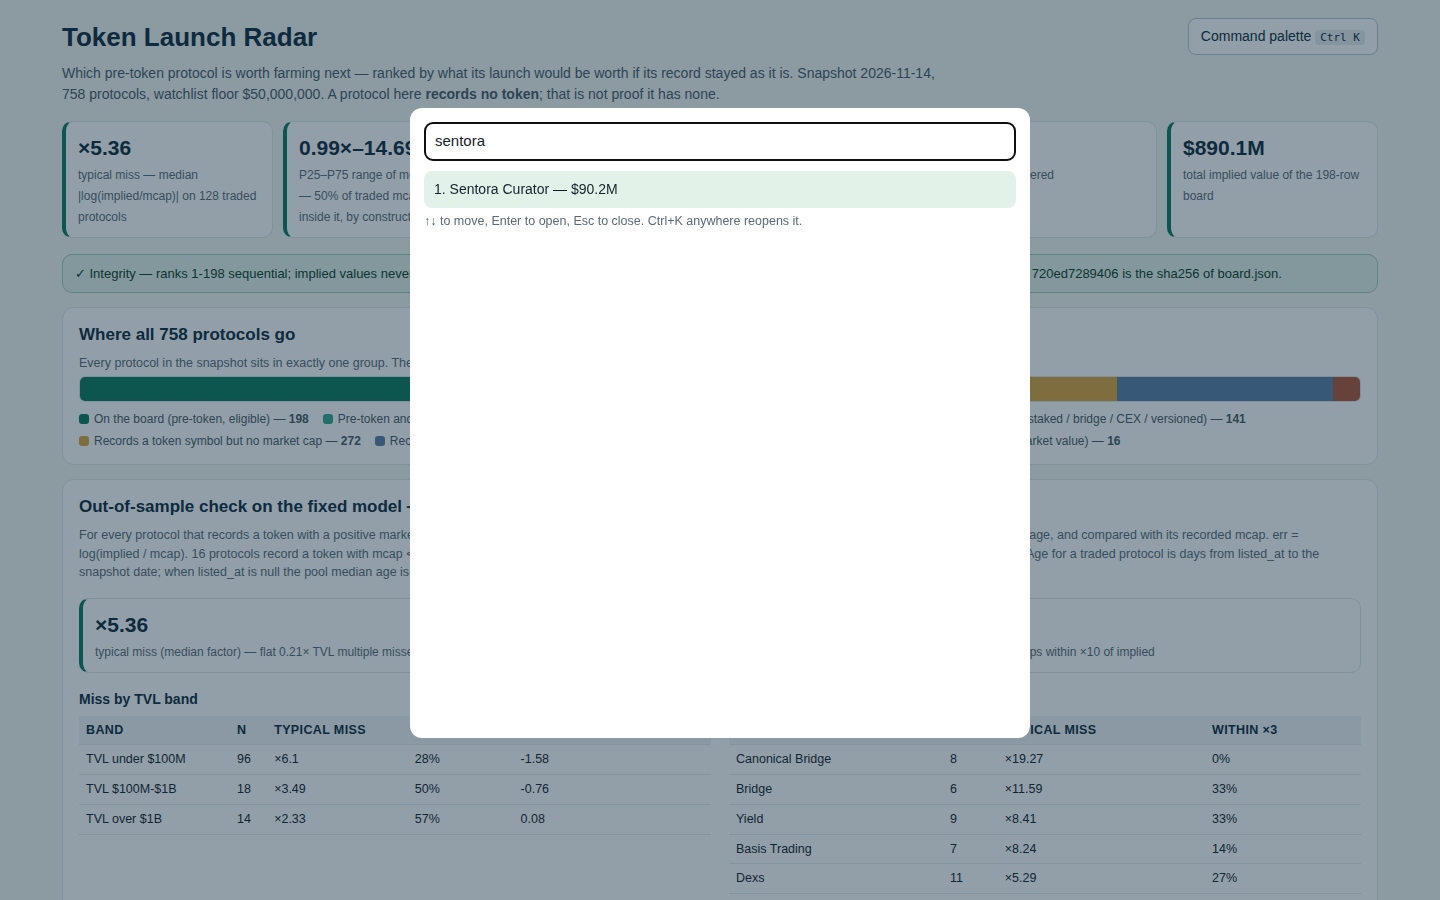 Token Launch Radar
Command palette Ctrl K
Which pre-token protocol is worth farming next — ranked by what its launch would be worth if its record stayed as it is. Snapshot 2026-11-14,
758 protocols, watchlist floor $50,000,000. A protocol here records no token; that is not proof it has none.
×5.36
typical miss — median
|log(implied/mcap)| on 128 traded
protocols
0.99×–14.69
P25–P75 range of
— 50% of traded
inside it, by
$890.1M
total implied value of the 198-row
board
sentora
1. Sentora Curator — $90.2M
↑↓ to move, Enter to open, Esc to close. Ctrl+K anywhere reopens it.
✓ Integrity — ranks 1-198 sequential; implied values
720ed7289406 is the sha256 of board.json.
Where all 758 protocols go
Every protocol in the snapshot sits in exactly one group. The
On the board (pre-token, eligible) — 198
Pre-token
staked / bridge / CEX / versioned) — 141
Records a token symbol but no market cap — 272
value) — 16
Out-of-sample check on the fixed model
For every protocol that records a token with a positive
and compared with its recorded mcap. err =
log(implied / mcap). 16 protocols record a token with mcap
Age for a traded protocol is days from listed_at to the
snapshot date; when listed_at is null the pool median age is
×5.36
typical miss (median factor) — flat 0.21× TVL multiple
within ×10 of implied
Miss by TVL band
BAND N TYPICAL MISS
TVL under $100M 96 ×6.1 28% -1.58
TVL $100M-$1B 18 ×3.49 50% -0.76
TVL over $1B 14 ×2.33 57% 0.08
MISS WITHIN ×3
Canonical Bridge 8 ×19.27 0%
Bridge 6 ×11.59 33%
Yield 9 ×8.41 33%
Basis Trading 7 ×8.24 14%
Dexs 11 ×5.29 27%